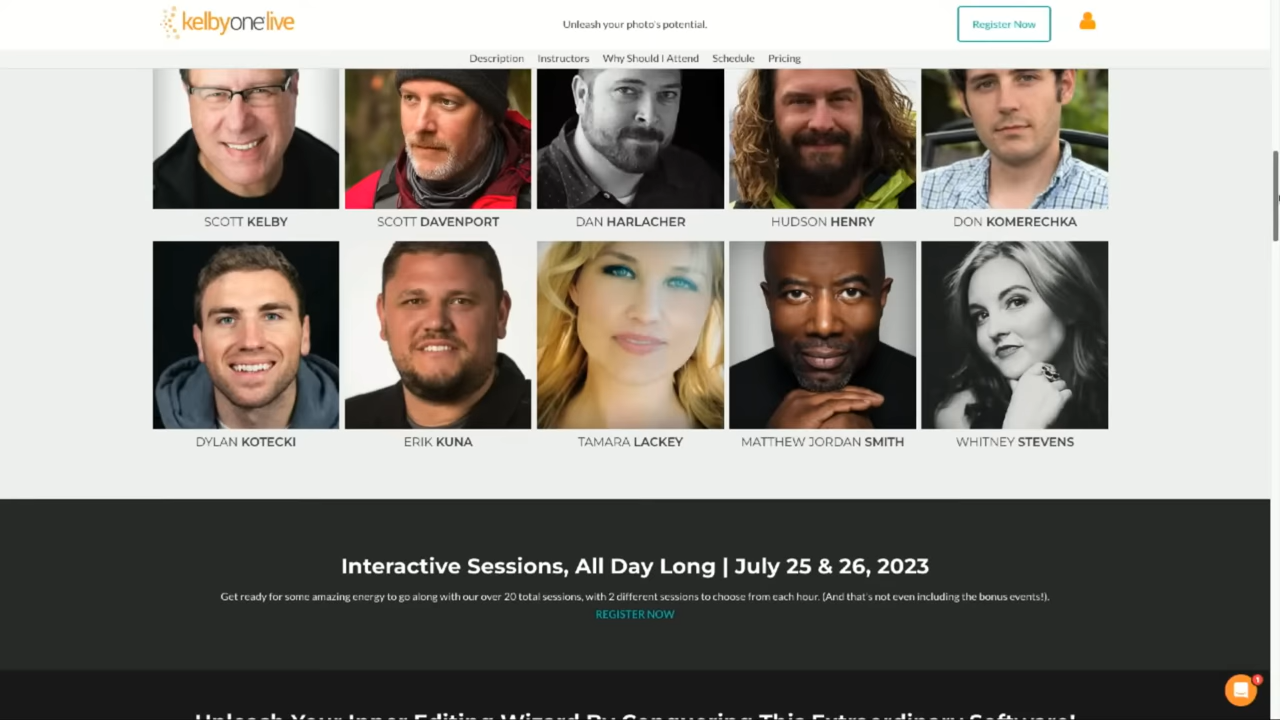 kelbyone live
Unleash your photo's potential.
Register Now
Description Instructors Why Should I Attend Schedule Pricing
SCOTT KELBY
SCOTT DAVENPORT
DAN HARLACHER
HUDSON HENRY
DON KOMERECHKA
DYLAN KOTECKI
ERIK KUNA
TAMARA LACKEY
MATTHEW JORDAN SMITH
WHITNEY STEVENS
Interactive Sessions, All Day Long | July 25 & 26, 2023
Get ready for some amazing energy to go along with our over 20 total sessions, with 2 different sessions to choose from each hour. (And that's not even including the bonus events!).
REGISTER NOW
1
Unleash Your Inner Editing Wizard By Conquering This Extraordinary Software!